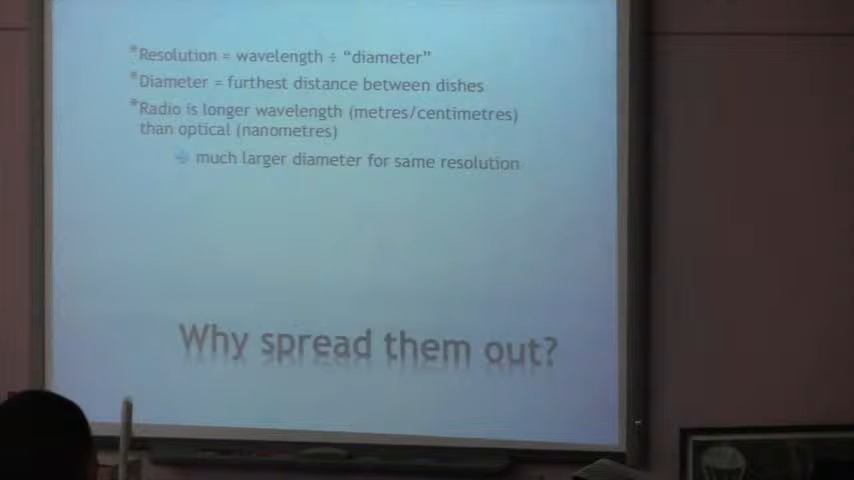 *Resolution = wavelength ÷ “diameter”
*Diameter = furthest distance between dishes
*Radio is longer wavelength (metres/centimetres)
than optical (nanometres)
much larger diameter for same resolution
Why spread them out?